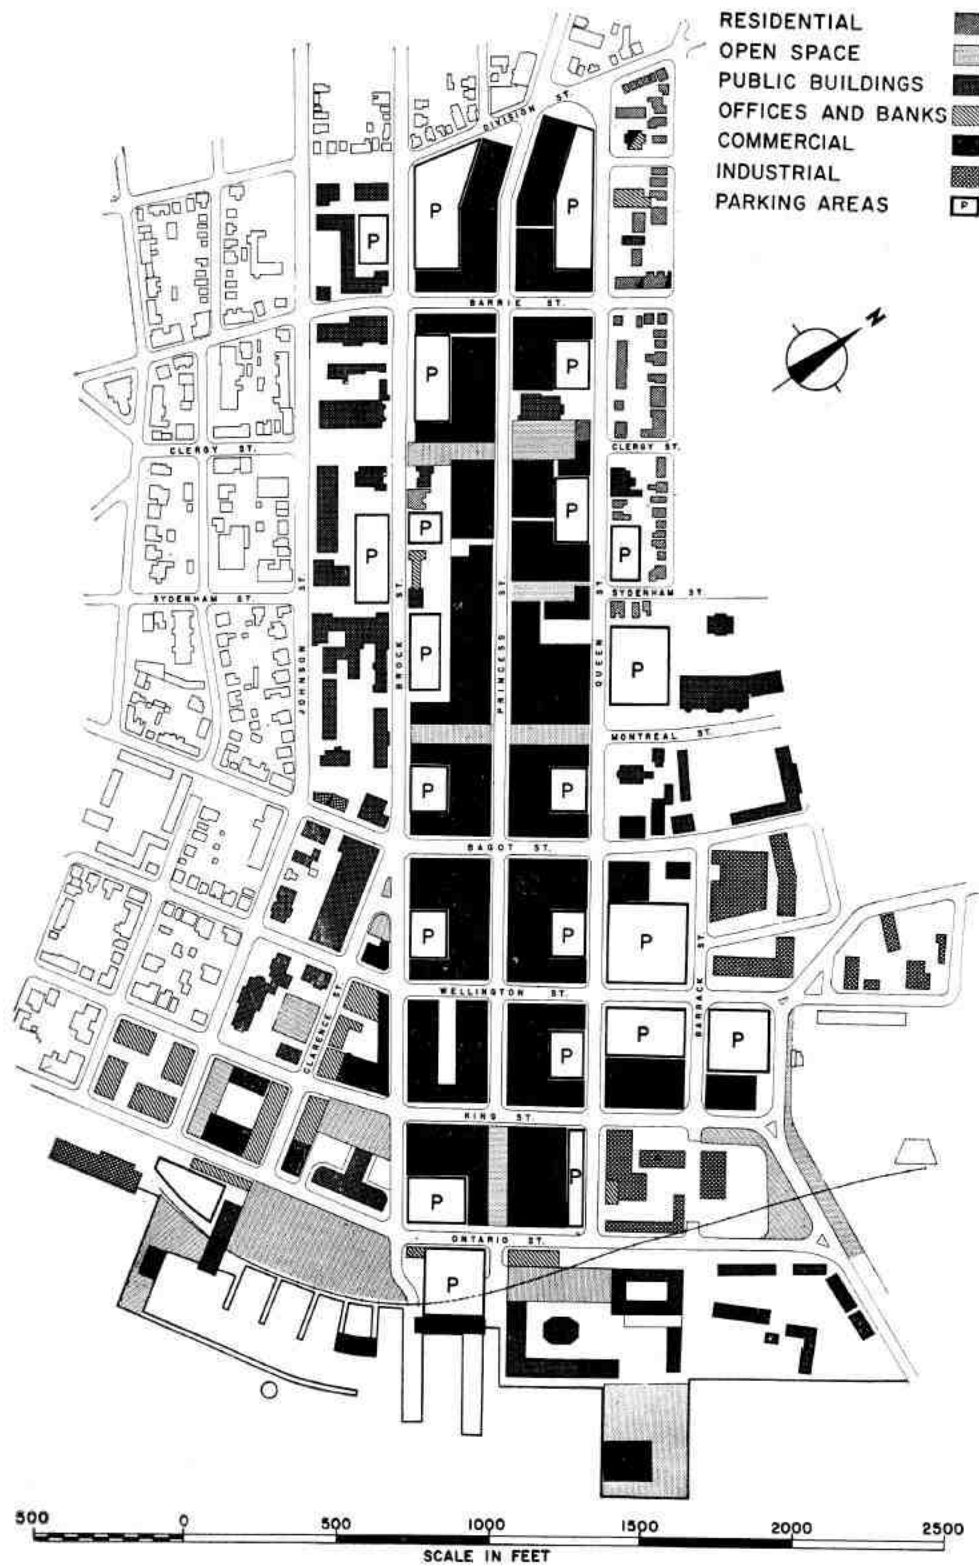 RESIDENTIAL
OPEN SPACE
PUBLIC BUILDINGS
OFFICES AND BANKS
COMMERCIAL
INDUSTRIAL
PARKING AREAS P
DIVISION ST.
P
P
P
BARRIE ST.
N
P
P
CLERGY ST.
CLERGY ST.
P
P
P
P
SYDENHAM ST.
SYDENHAM ST.
JOHNSON ST.
BROCK ST.
PRINCESS ST.
QUEEN ST.
P
P
MONTREAL ST.
P
P
BAGOT ST.
P
P
P
WELLINGTON ST.
BARRACK ST.
CLARENCE ST.
P
P
P
KING ST.
P
P
ONTARIO ST.
P
500 0 500 1000 1500 2000 2500
SCALE IN FEET